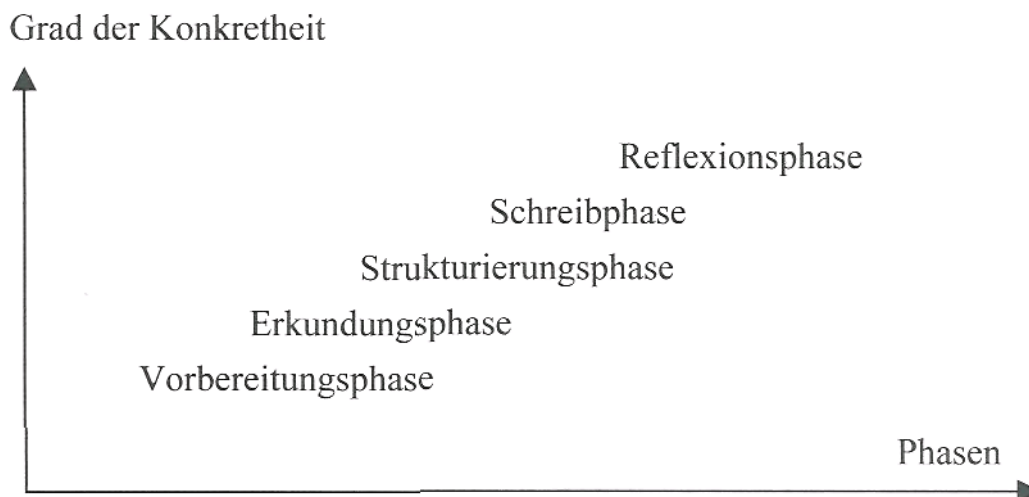 Grad der Konkretheit
Reflexionsphase
Schreibphase
Strukturierungsphase
Erkundungsphase
Vorbereitungsphase
Phasen